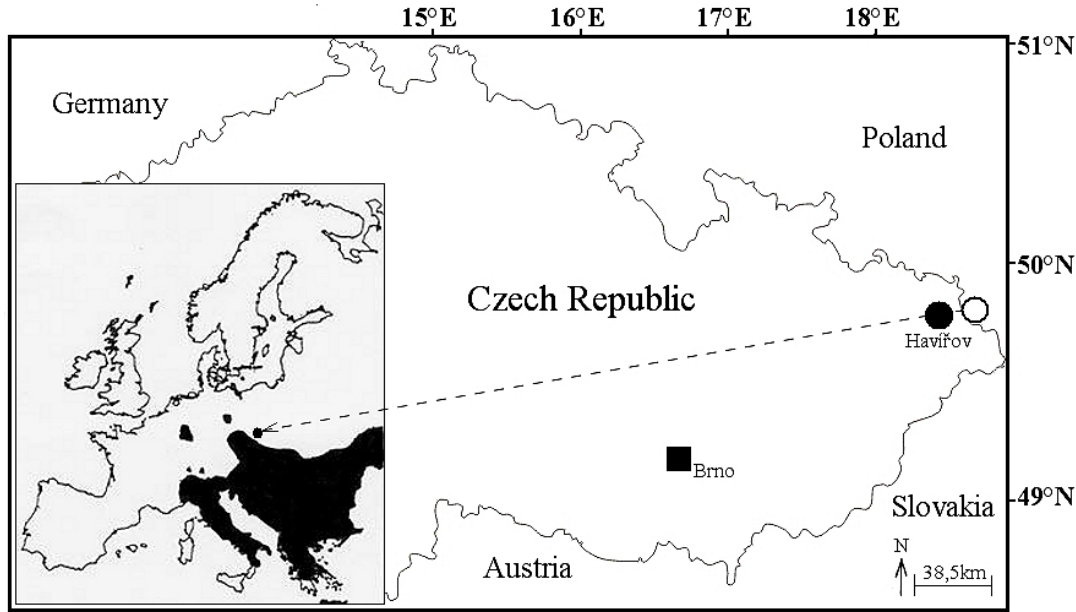 15°E 16°E 17°E 18°E
51°N
Germany
Poland
50°N
Czech Republic
Havířov
Brno
49°N
Slovakia
Austria
N
38,5km